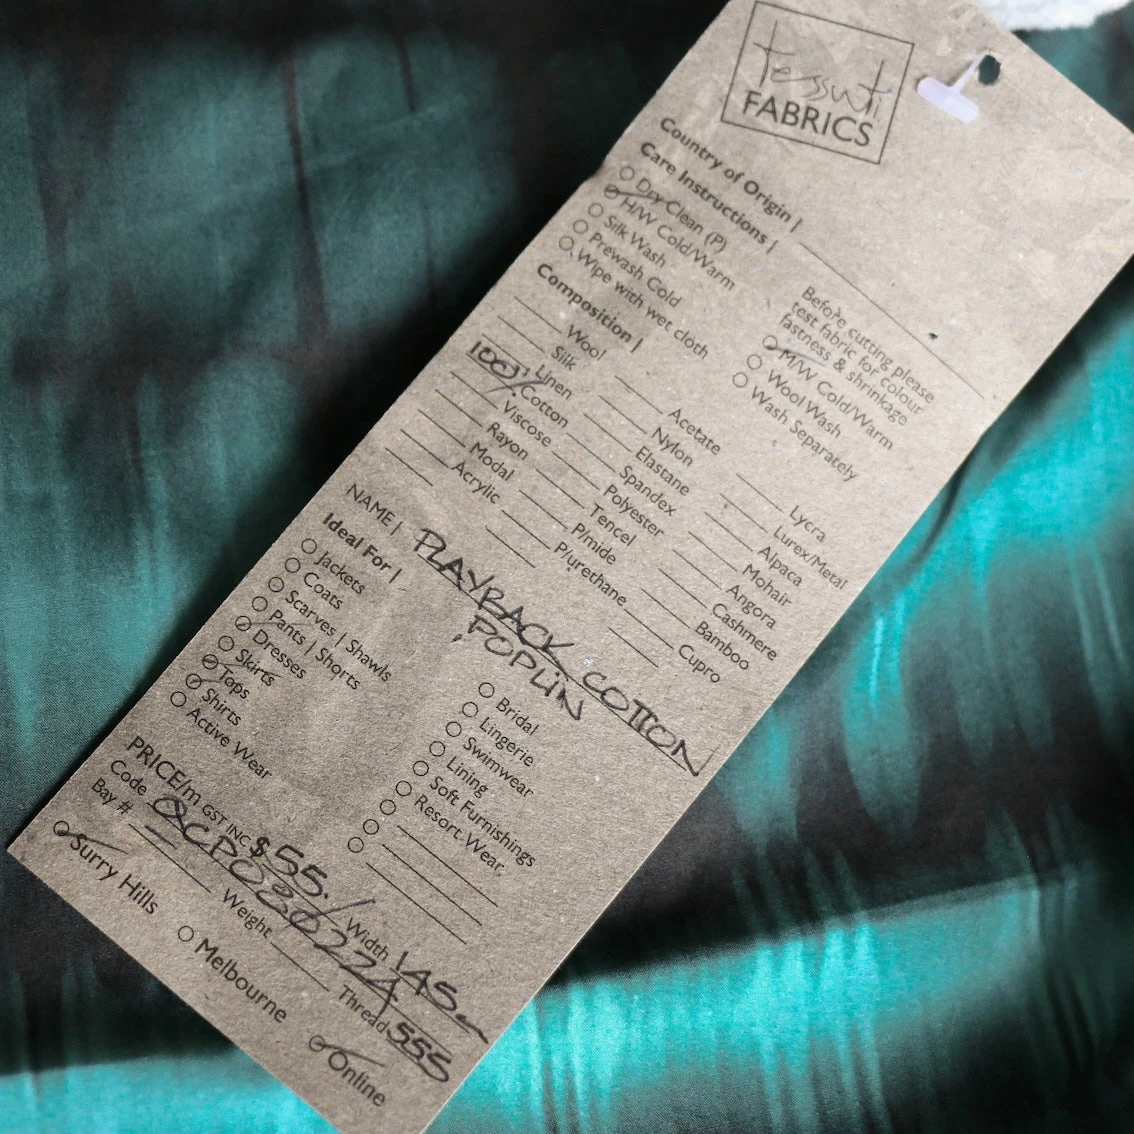 tessuti
FABRICS
Country of Origin |
Care Instructions |
Dry Clean (P)
H/W Cold/Warm
Silk Wash
Prewash Cold
Wipe with wet cloth
Before cutting please
test fabric for colour
fastness & shrinkage
M/W Cold/Warm
Wool Wash
Wash Separately
Composition |
Wool
Silk
Linen
100% Cotton
Viscose
Rayon
Modal
Acrylic
Acetate
Nylon
Elastane
Spandex
Polyester
Tencel
P/mide
P/urethane
Lycra
Lurex/Metal
Alpaca
Mohair
Angora
Cashmere
Bamboo
Cupro
NAME | PLAYBACK COTTON
POPLIN
Ideal For |
Jackets
Coats
Scarves | Shawls
Pants | Shorts
Dresses
Skirts
Tops
Shirts
Active Wear
Bridal
Lingerie
Swimwear
Lining
Soft Furnishings
Resort Wear
PRICE/m GST INC $55. Width 145
Code QCP030224 Thread 555
Bay # Weight
Surry Hills
Melbourne
Online